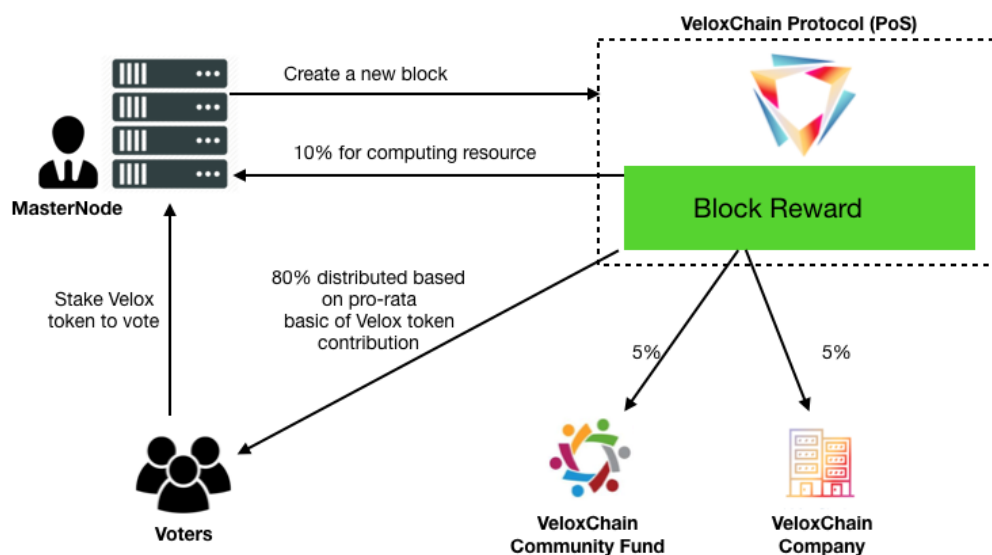 VeloxChain Protocol (PoS)
Create a new block
10% for computing resource
MasterNode
Block Reward
Stake Velox
token to vote
80% distributed based
on pro-rata
basic of Velox token
contribution
5%
5%
Voters
VeloxChain
Community Fund
VeloxChain
Company